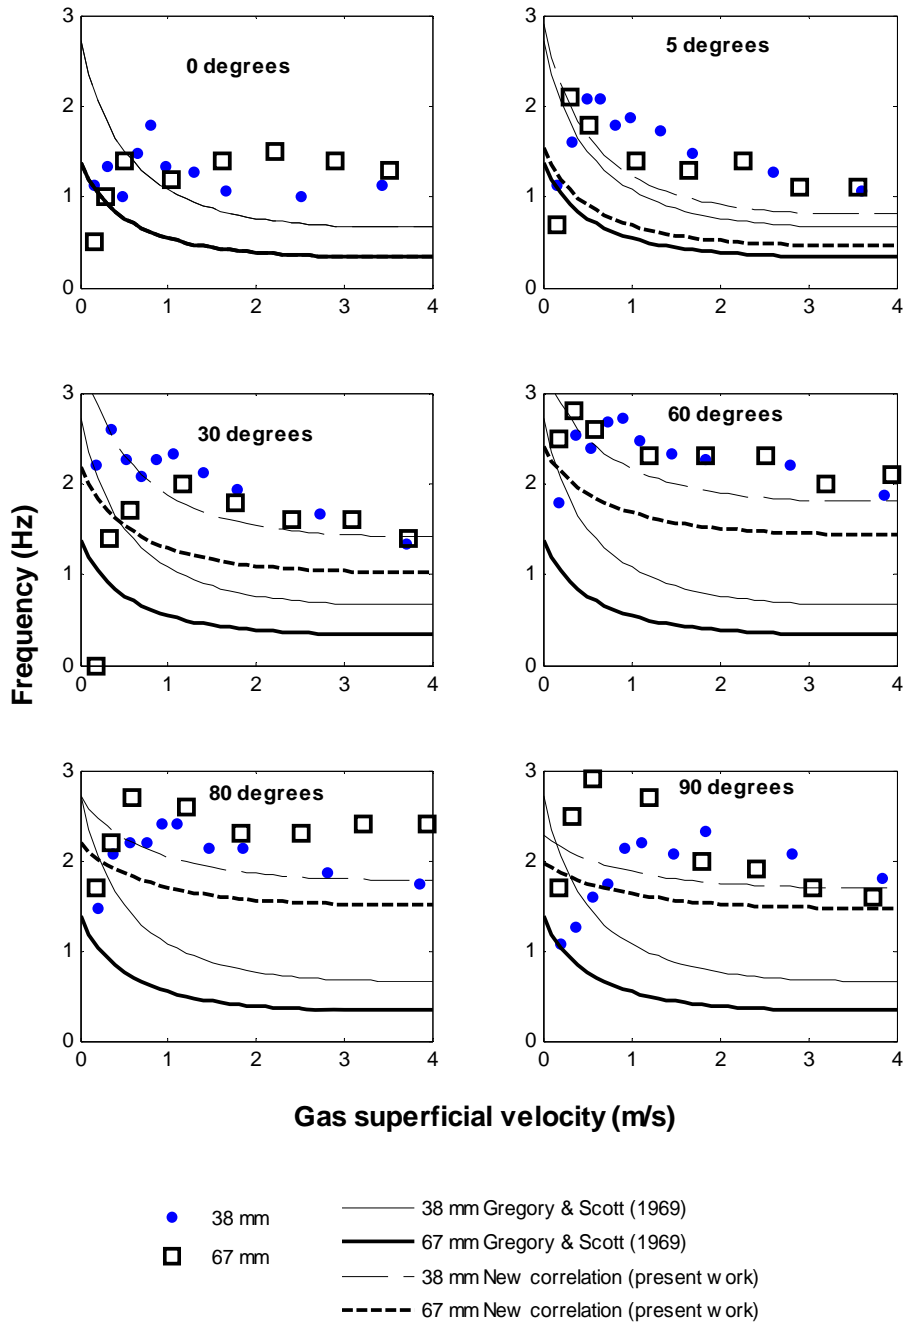 3
2
1
0
0 degrees
0 1 2 3 4
3
2
1
0
5 degrees
0 1 2 3 4
3
2
1
0
30 degrees
0 1 2 3 4
3
2
1
0
60 degrees
0 1 2 3 4
3
2
1
0
80 degrees
0 1 2 3 4
3
2
1
0
90 degrees
0 1 2 3 4
Frequency (Hz)
Gas superficial velocity (m/s)
38 mm
67 mm
38 mm Gregory & Scott (1969)
67 mm Gregory & Scott (1969)
38 mm New correlation (present work)
67 mm New correlation (present work)